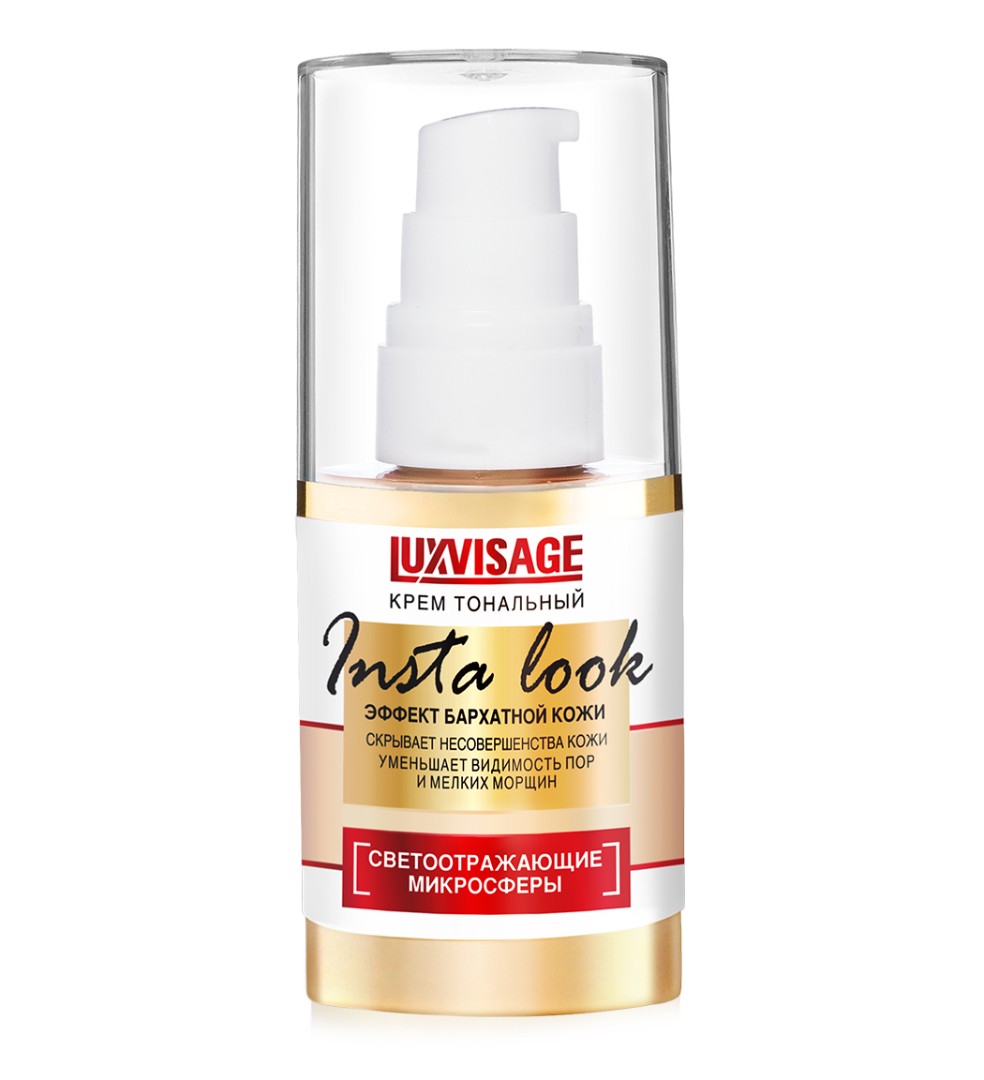 LUXVISAGE
КРЕМ ТОНАЛЬНЫЙ
Insta look
ЭФФЕКТ БАРХАТНОЙ КОЖИ
СКРЫВАЕТ НЕСОВЕРШЕНСТВА КОЖИ
УМЕНЬШАЕТ ВИДИМОСТЬ ПОР
И МЕЛКИХ МОРЩИН
СВЕТООТРАЖАЮЩИЕ
МИКРОСФЕРЫ